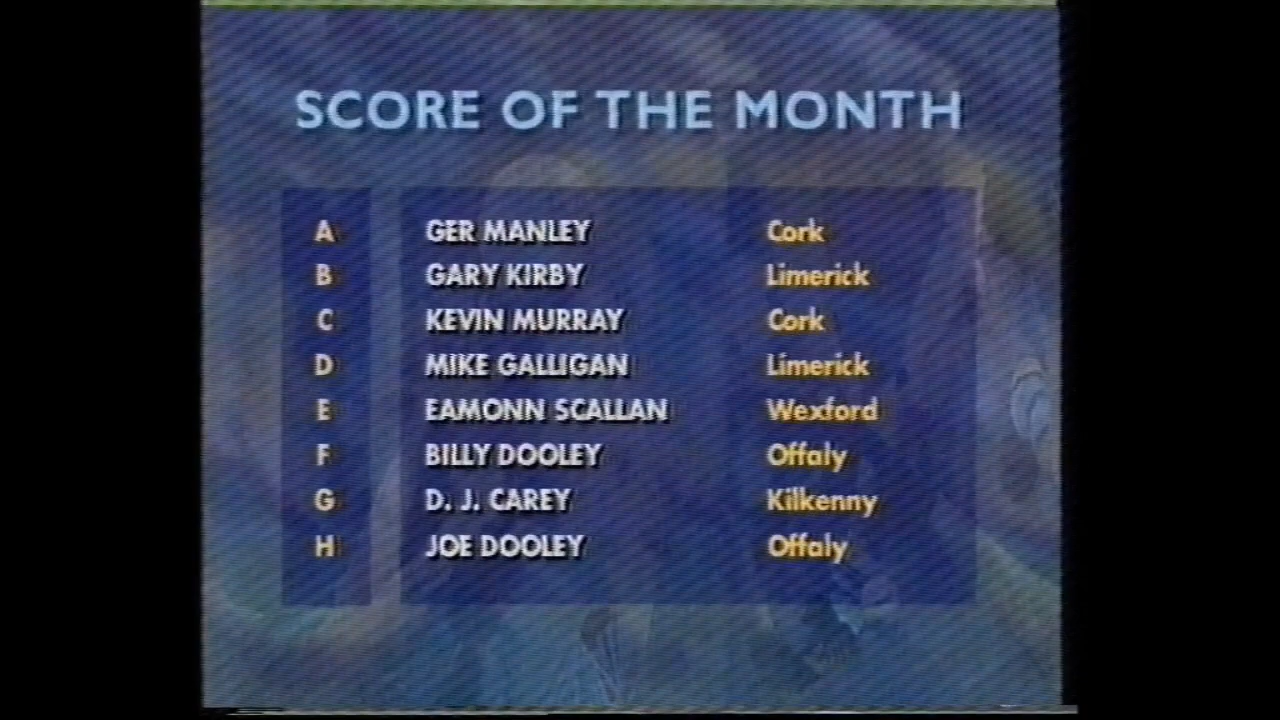 SCORE OF THE MONTH
A GER MANLEY Cork
B GARY KIRBY Limerick
C KEVIN MURRAY Cork
D MIKE GALLIGAN Limerick
E EAMONN SCALLAN Wexford
F BILLY DOOLEY Offaly
G D. J. CAREY Kilkenny
H JOE DOOLEY Offaly